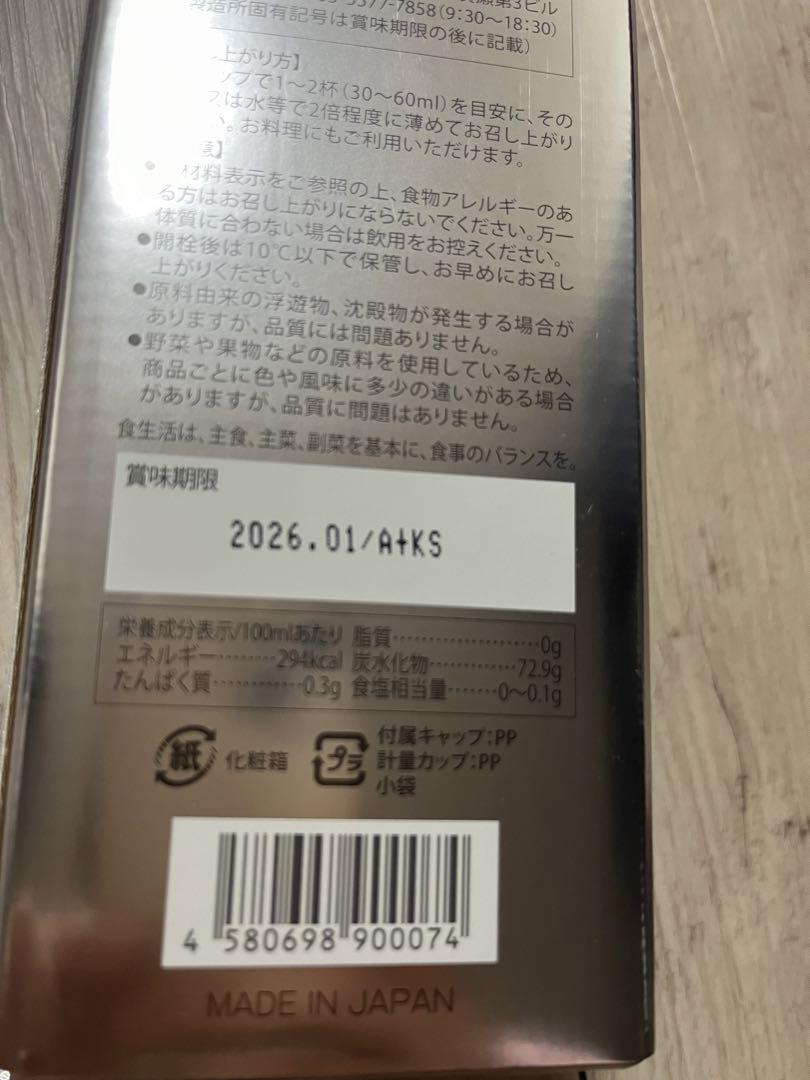 第3ビル
7858(9:30〜18:30)
製造所固有記号は賞味期限の後に記載)
上がり方】
ップで1〜2杯(30〜60ml)を目安に、その
は水等で2倍程度に薄めてお召し上がり
。お料理にもご利用いただけます。
】
材料表示をご参照の上、食物アレルギーのあ
る方はお召し上がりにならないでください。万一
体質に合わない場合は飲用をお控えください。
●開栓後は10℃以下で保管し、お早めにお召し
上がりください。
●原料由来の浮遊物、沈殿物が発生する場合が
ありますが、品質には問題ありません。
●野菜や果物などの原料を使用しているため、
商品ごとに色や風味に多少の違いがある場合
がありますが、品質に問題はありません。
食生活は、主食、主菜、副菜を基本に、食事のバランスを。
賞味期限
2026.01/A+KS
栄養成分表示/100mlあたり 脂質…………………0g
エネルギー………294kcal 炭水化物…………72.9g
たんぱく質…………0.3g 食塩相当量……0〜0.1g
紙 化粧箱
プラ 付属キャップ:PP
計量カップ:PP
小袋
4 580698 900074
MADE IN JAPAN